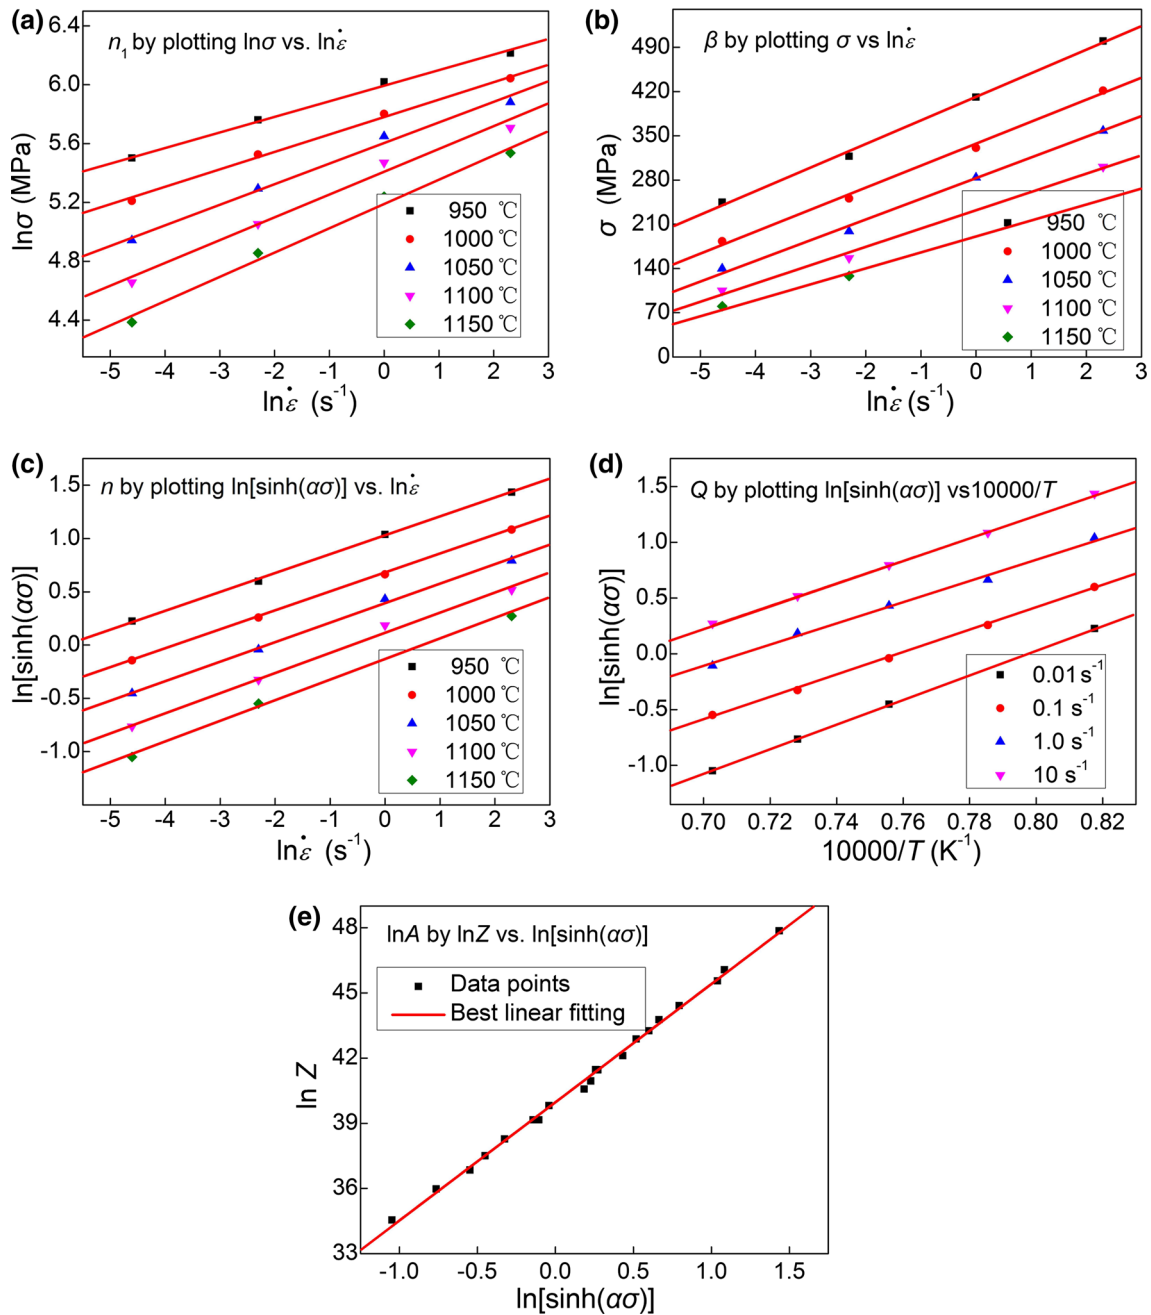 (a)
n₁ by plotting lnσ vs. lnε̇
6.4
6.0
5.6
5.2
4.8
4.4
lnσ (MPa)
950 ℃
1000 ℃
1050 ℃
1100 ℃
1150 ℃
-5 -4 -3 -2 -1 0 1 2 3
lnε̇ (s⁻¹)
(b)
β by plotting σ vs lnε̇
490
420
350
280
210
140
70
0
σ (MPa)
950 ℃
1000 ℃
1050 ℃
1100 ℃
1150 ℃
-5 -4 -3 -2 -1 0 1 2 3
lnε̇ (s⁻¹)
(c)
n by plotting ln[sinh(ασ)] vs. lnε̇
1.5
1.0
0.5
0.0
-0.5
-1.0
ln[sinh(ασ)]
950 ℃
1000 ℃
1050 ℃
1100 ℃
1150 ℃
-5 -4 -3 -2 -1 0 1 2 3
lnε̇ (s⁻¹)
(d)
Q by plotting ln[sinh(ασ)] vs10000/T
1.5
1.0
0.5
0.0
-0.5
-1.0
ln[sinh(ασ)]
0.01 s⁻¹
0.1 s⁻¹
1.0 s⁻¹
10 s⁻¹
0.70 0.72 0.74 0.76 0.78 0.80 0.82
10000/T (K⁻¹)
(e)
lnA by lnZ vs. ln[sinh(ασ)]
Data points
Best linear fitting
48
45
42
39
36
33
ln Z
-1.0 -0.5 0.0 0.5 1.0 1.5
ln[sinh(ασ)]